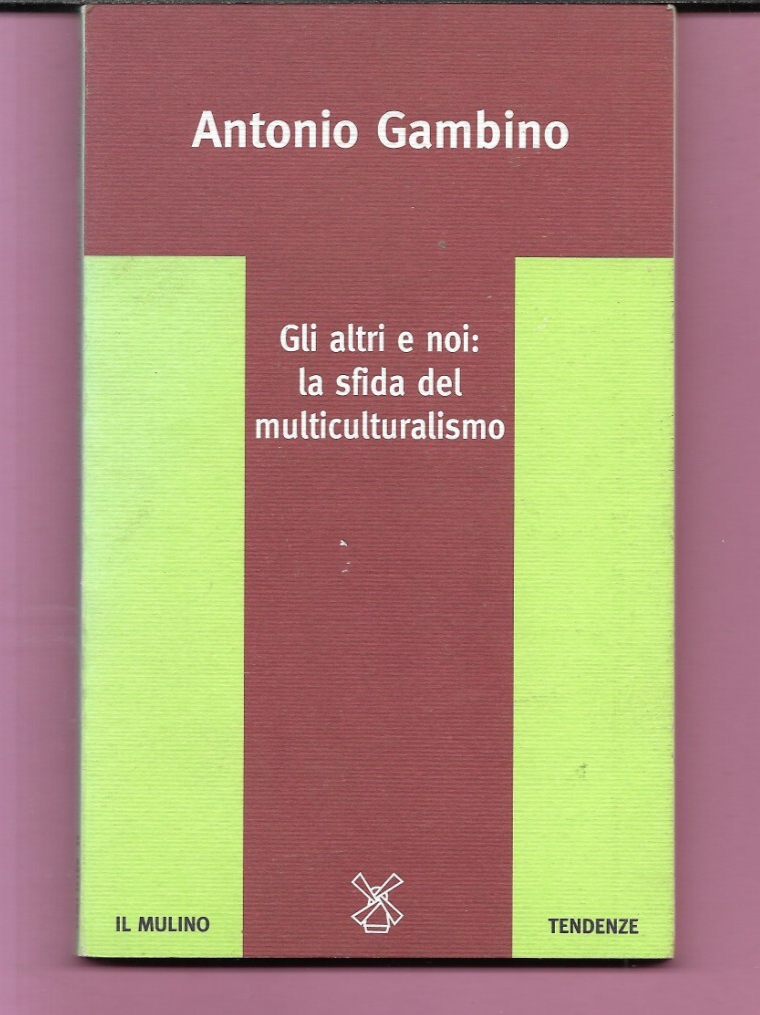 Antonio Gambino
Gli altri e noi:
la sfida del
multiculturalismo
IL MULINO
TENDENZE